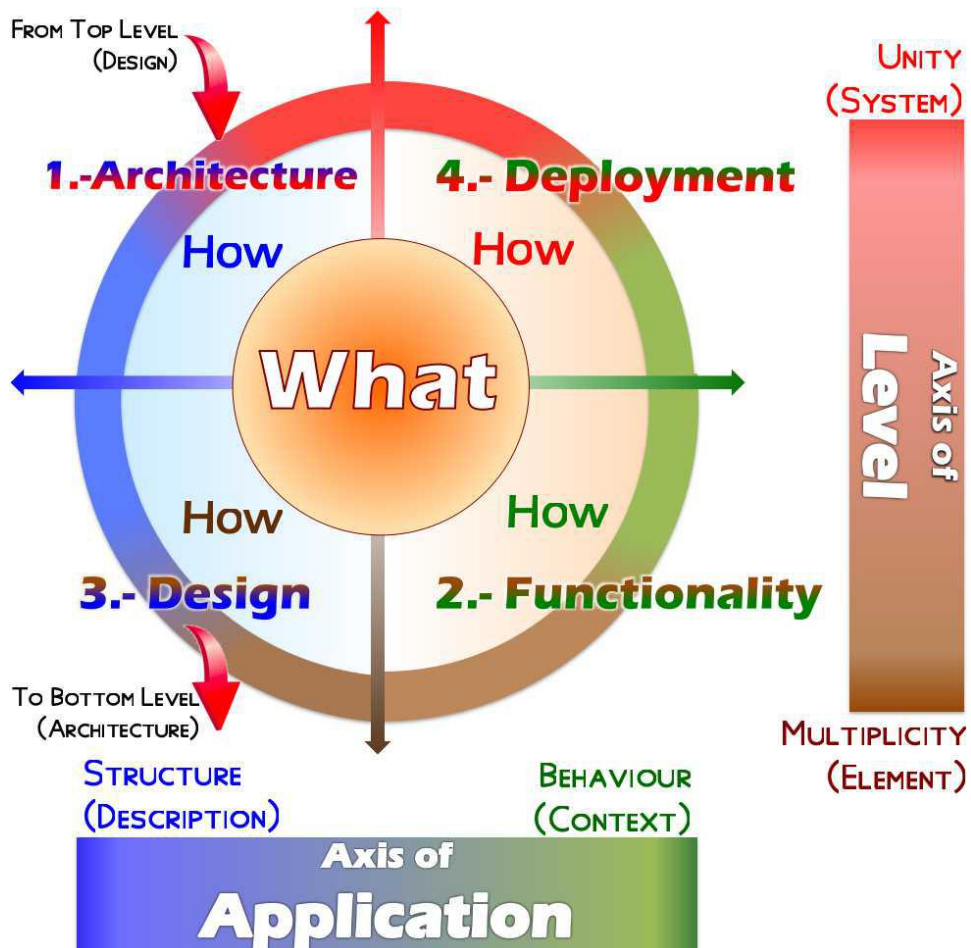 From Top Level
(Design)
Unity
(System)
1.-Architecture
4.- Deployment
How
How
What
Axis of
Level
How
How
3.- Design
2.- Functionality
To Bottom Level
(Architecture)
Multiplicity
(Element)
Structure
(Description)
Behaviour
(Context)
Axis of
Application